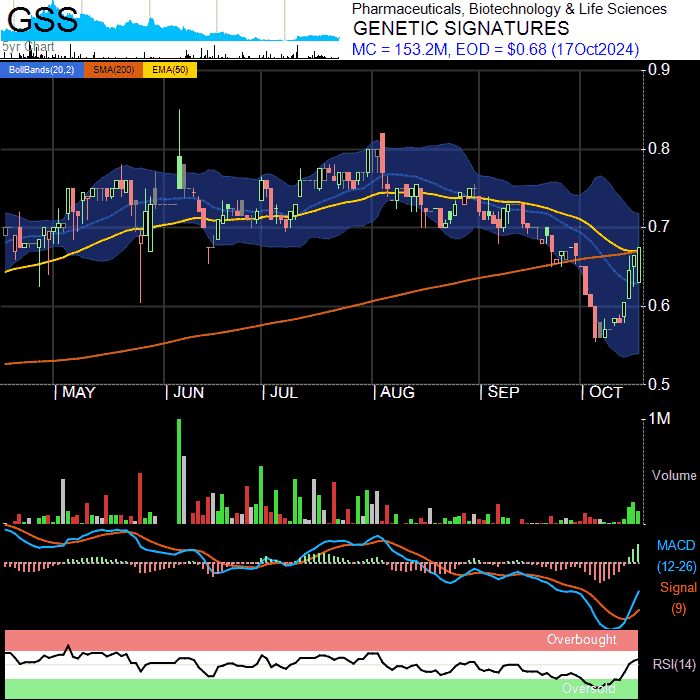 GSS
5yr Chart
Pharmaceuticals, Biotechnology & Life Sciences
GENETIC SIGNATURES
MC = 153.2M, EOD = $0.68 (17Oct2024)
BollBands(20,2) SMA(200) EMA(50)
0.9
0.8
0.7
0.6
0.5
MAY JUN JUL AUG SEP OCT
1M
Volume
MACD
(12-26)
Signal
(9)
Overbought
RSI(14)
Oversold